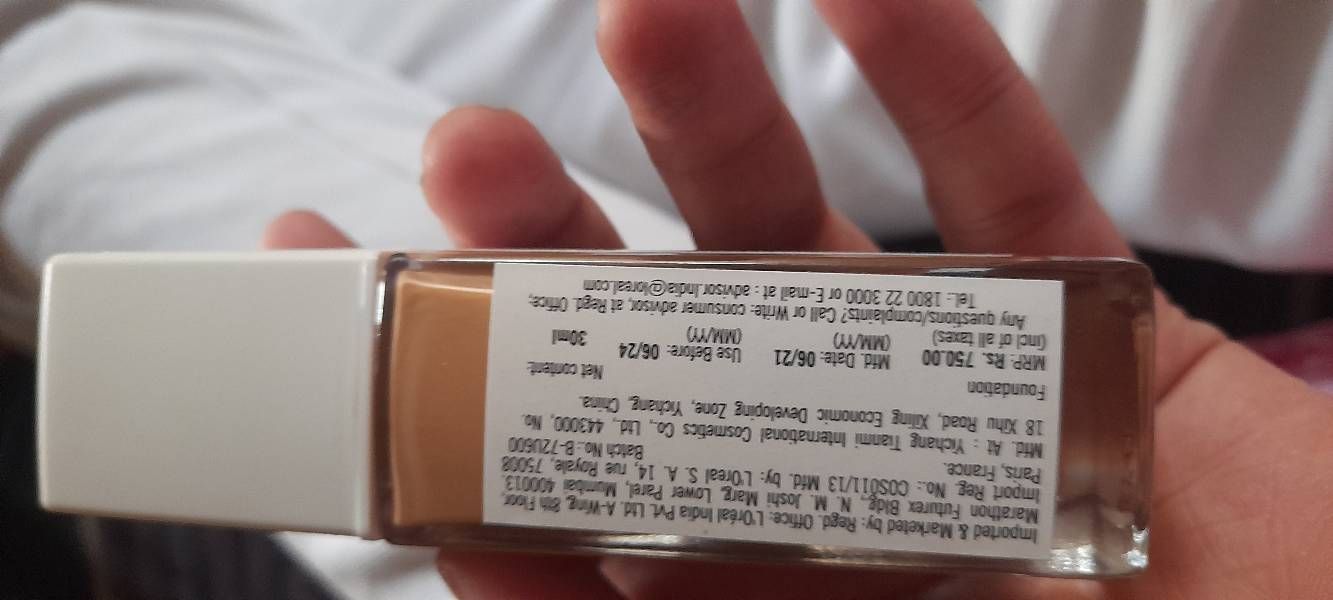 Imported & Marketed by: Regd. Office: L'Oréal India Pvt. Ltd. A-Wing, 8th Floor,
Marathon Futurex Bldg., N. M. Joshi Marg, Lower Parel, Mumbai 400013.
Import Reg. No.: COS011/11/13 Mfd. by: L'Oreal S. A. 14, rue Royale, 75008
Paris, France. Batch No.: B-72U600
Mfd. At : Yichang Tianmi International Cosmetics Co., Ltd, 443000, No
18 Xihu Road, Xiling Economic Developing Zone, Yichang, China.
Foundation Net content:
MRP: Rs. 750.00 Mfd. Date: 06/21 Use Before: 06/24 30ml
(incl of all taxes) (MM/YY) (MM/YY)
Any questions/complaints? Call or Write: consumer advisor, at Regd. Office,
Tel.: 1800 22 3000 or E-mail at : advisor.india@loreal.com